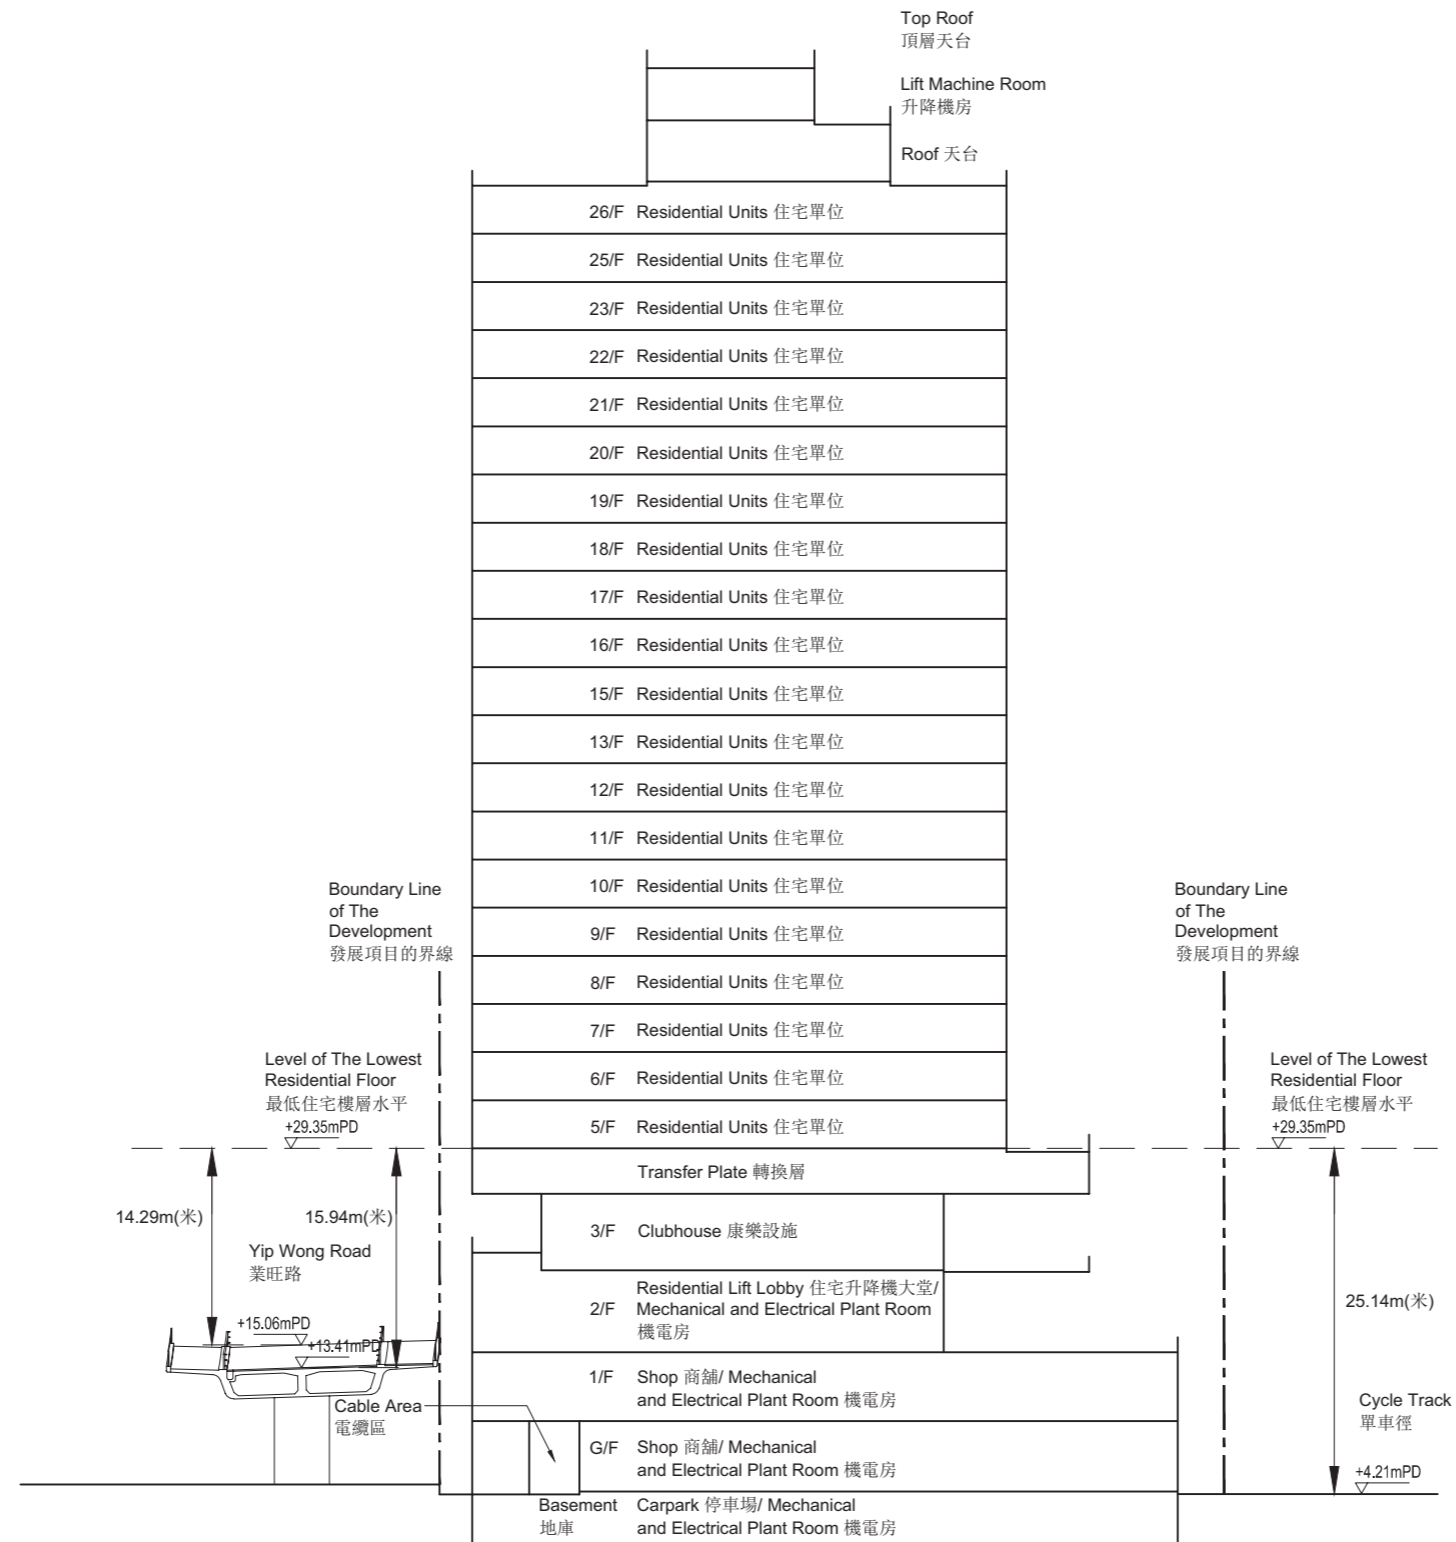 Top Roof
頂層天台
Lift Machine Room
升降機房
Roof 天台
26/F Residential Units 住宅單位
25/F Residential Units 住宅單位
23/F Residential Units 住宅單位
22/F Residential Units 住宅單位
21/F Residential Units 住宅單位
20/F Residential Units 住宅單位
19/F Residential Units 住宅單位
18/F Residential Units 住宅單位
17/F Residential Units 住宅單位
16/F Residential Units 住宅單位
15/F Residential Units 住宅單位
13/F Residential Units 住宅單位
12/F Residential Units 住宅單位
11/F Residential Units 住宅單位
10/F Residential Units 住宅單位
9/F Residential Units 住宅單位
8/F Residential Units 住宅單位
7/F Residential Units 住宅單位
6/F Residential Units 住宅單位
5/F Residential Units 住宅單位
Transfer Plate 轉換層
3/F Clubhouse 康樂設施
Residential Lift Lobby 住宅升降機大堂/
2/F Mechanical and Electrical Plant Room
機電房
1/F Shop 商舖/ Mechanical
and Electrical Plant Room 機電房
G/F Shop 商舖/ Mechanical
and Electrical Plant Room 機電房
Basement Carpark 停車場/ Mechanical
地庫 and Electrical Plant Room 機電房
Boundary Line
of The
Development
發展項目的界線
Level of The Lowest
Residential Floor
最低住宅樓層水平
+29.35mPD
14.29m(米)
15.94m(米)
Yip Wong Road
業旺路
+15.06mPD
+13.41mPD
Cable Area
電纜區
Boundary Line
of The
Development
發展項目的界線
Level of The Lowest
Residential Floor
最低住宅樓層水平
+29.35mPD
25.14m(米)
Cycle Track
單車徑
+4.21mPD